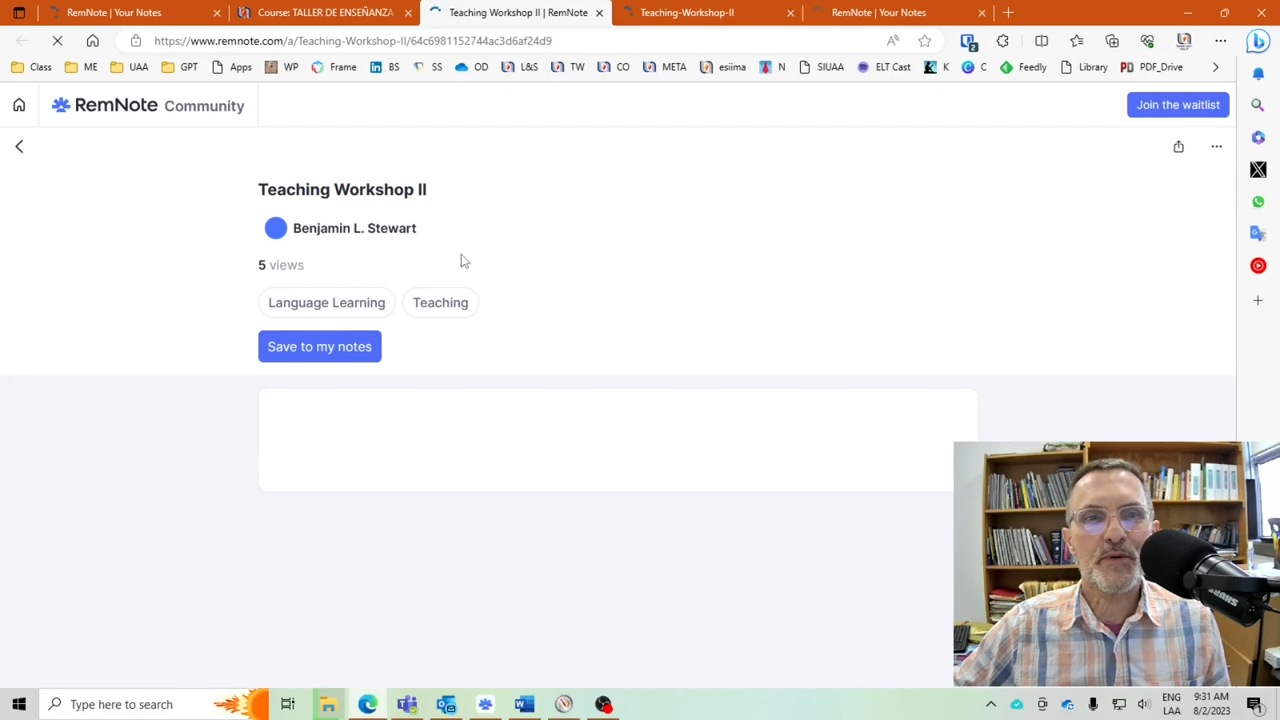 RemNote | Your Notes
Course: TALLER DE ENSEÑANZA
Teaching Workshop II | RemNote
Teaching-Workshop-II
RemNote | Your Notes
https://www.remnote.com/a/Teaching-Workshop-II/64c6981152744ac3d6af24d9
Class ME UAA GPT Apps WP Frame BS SS OD L&S TW CO META esiima N SIUAA ELT Cast K C Feedly Library PDF_Drive
RemNote Community
Join the waitlist
Teaching Workshop II
Benjamin L. Stewart
5 views
Language Learning Teaching
Save to my notes
Type here to search
ENG
LAA
9:31 AM
8/2/2023